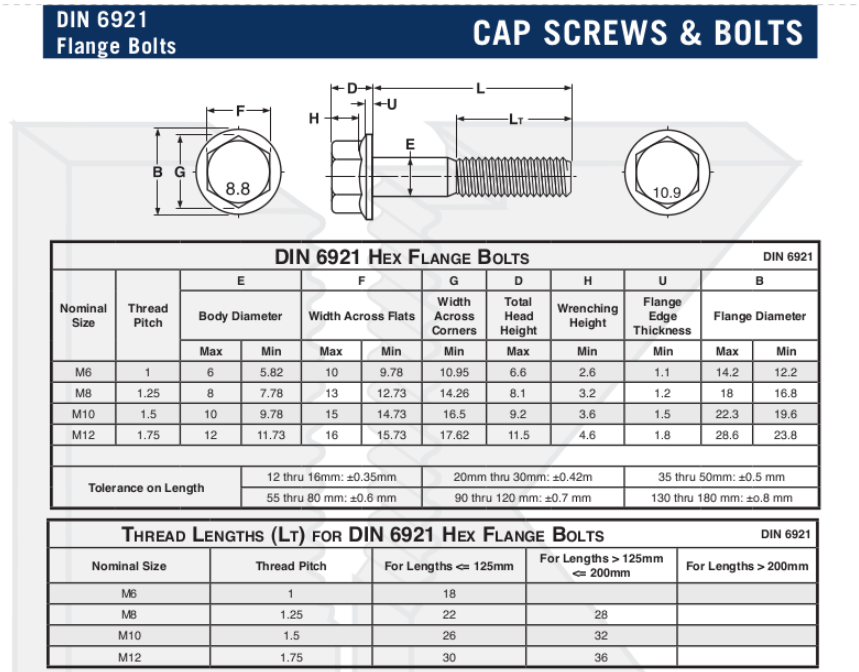 DIN 6921
Flange Bolts
CAP SCREWS & BOLTS
D
L
U
H
LT
F
E
B
G
8.8
10.9
DIN 6921 HEX FLANGE BOLTS DIN 6921
E F G D H U B
Nominal Size Thread Pitch Body Diameter Width Across Flats Width Across Corners Total Head Height Wrenching Height Flange Edge Thickness Flange Diameter
Max Min Max Min Min Max Min Min Max Min
M6 1 6 5.82 10 9.78 10.95 6.6 2.6 1.1 14.2 12.2
M8 1.25 8 7.78 13 12.73 14.26 8.1 3.2 1.2 18 16.8
M10 1.5 10 9.78 15 14.73 16.5 9.2 3.6 1.5 22.3 19.6
M12 1.75 12 11.73 16 15.73 17.62 11.5 4.6 1.8 28.6 23.8
Tolerance on Length
12 thru 16mm: ±0.35mm 20mm thru 30mm: ±0.42m 35 thru 50mm: ±0.5 mm
55 thru 80 mm: ±0.6 mm 90 thru 120 mm: ±0.7 mm 130 thru 180 mm: ±o.8 mm
THREAD LENGTHS (LT) FOR DIN 6921 HEX FLANGE BOLTS DIN 6921
Nominal Size Thread Pitch For Lengths <= 125mm For Lengths > 125mm <= 200mm For Lengths > 200mm
M6 1 18
M8 1.25 22 28
M10 1.5 26 32
M12 1.75 30 36